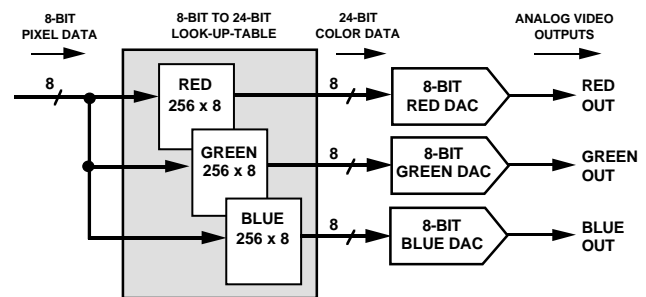 8-BIT
PIXEL DATA
8-BIT TO 24-BIT
LOOK-UP-TABLE
24-BIT
COLOR DATA
ANALOG VIDEO
OUTPUTS
8
RED
256 x 8
8
8-BIT
RED DAC
RED
OUT
GREEN
256 x 8
8
8-BIT
GREEN DAC
GREEN
OUT
BLUE
256 x 8
8
8-BIT
BLUE DAC
BLUE
OUT